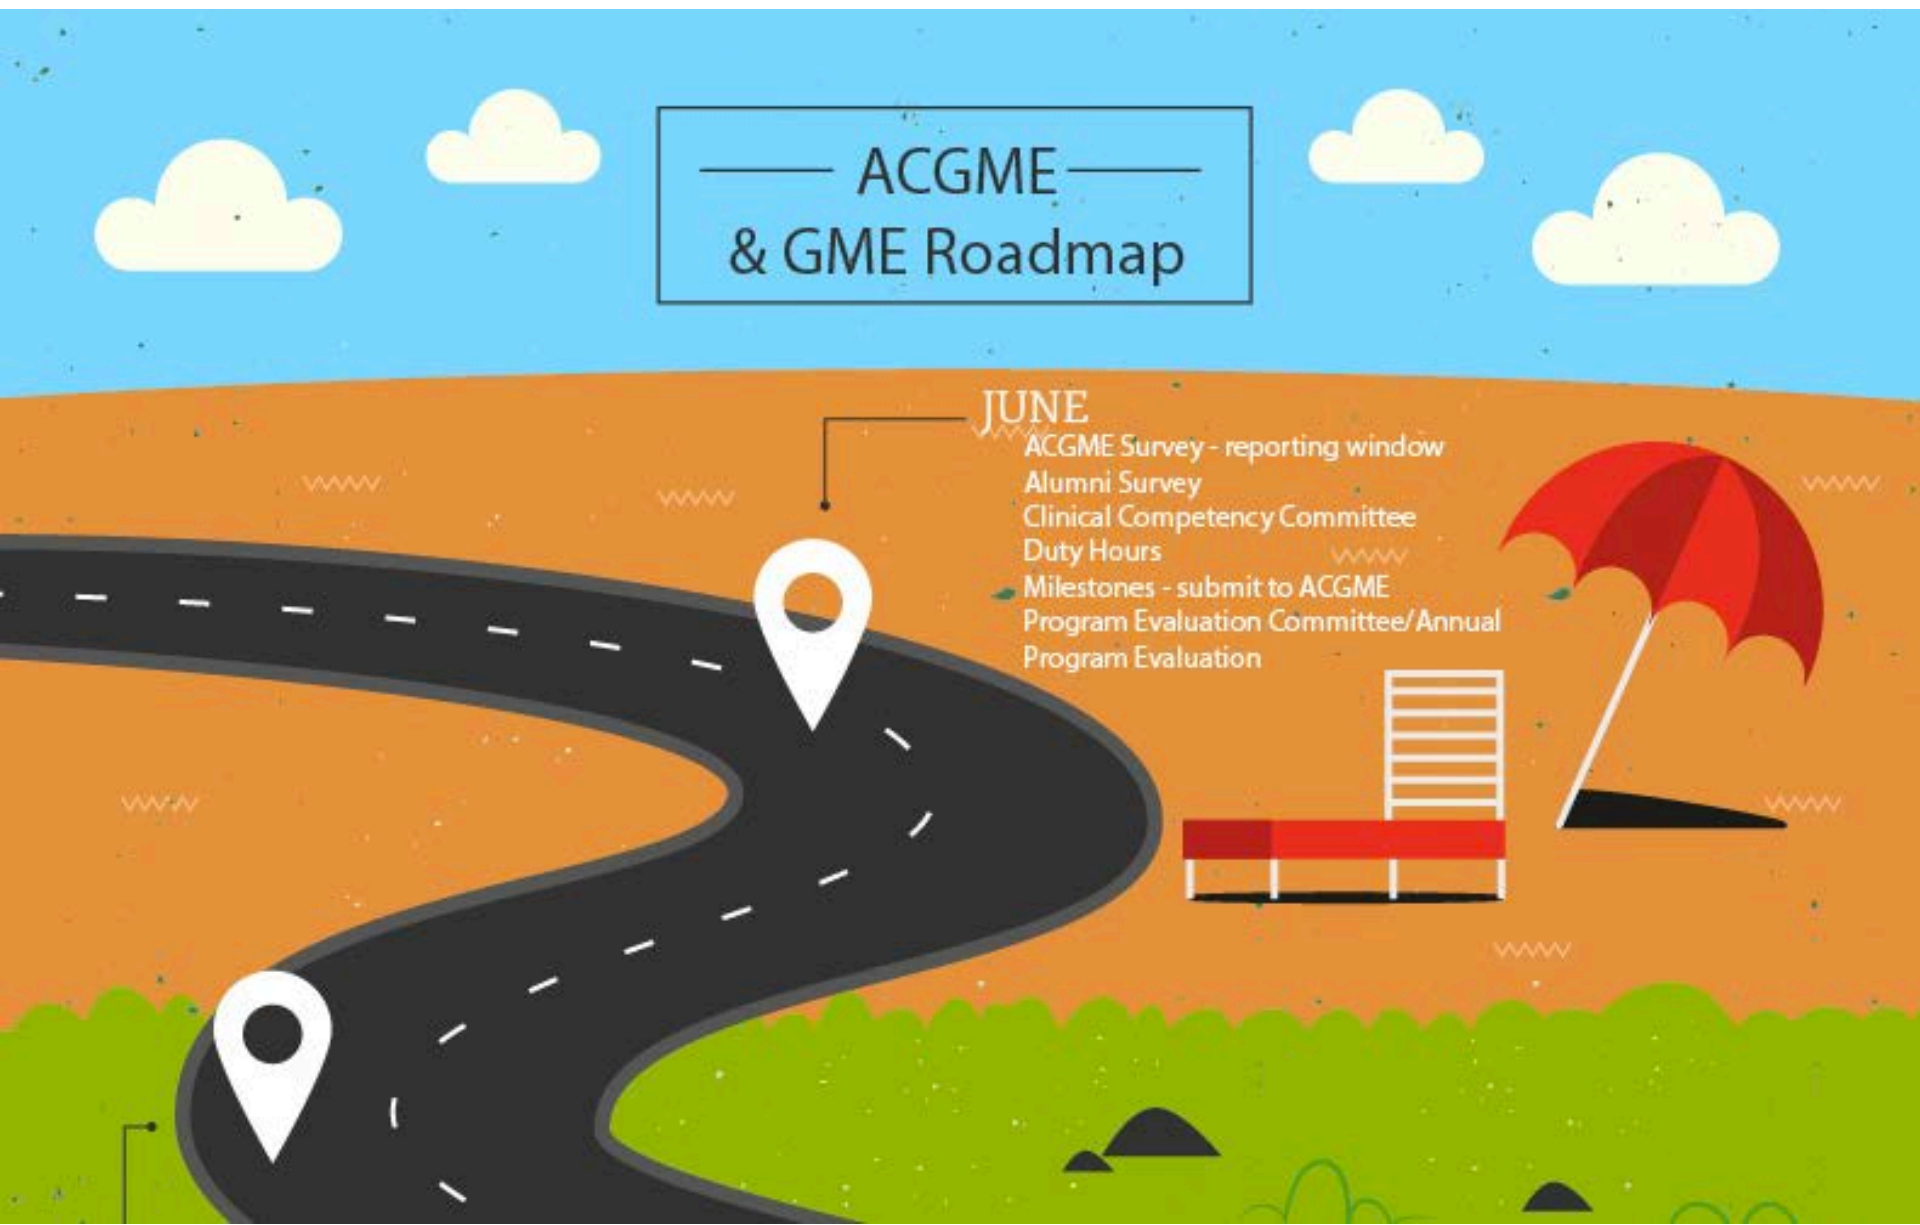 ACGME
& GME Roadmap
JUNE
ACGME Survey - reporting window
Alumni Survey
Clinical Competency Committee
Duty Hours
Milestones - submit to ACGME
Program Evaluation Committee/Annual
Program Evaluation